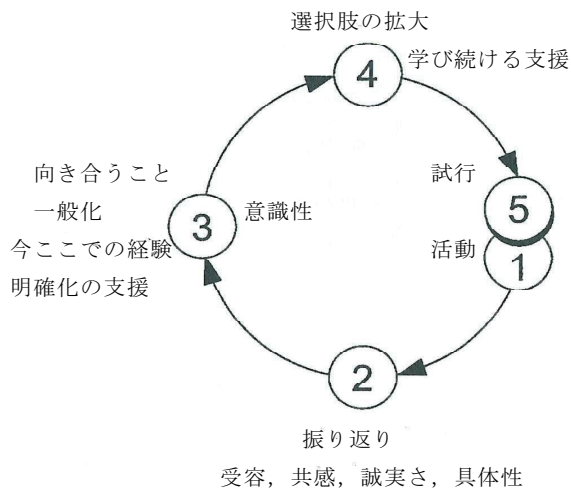 選択肢の拡大
4
学び続ける支援
試行
5
向き合うこと
一般化
3
意識性
今ここでの経験
明確化の支援
活動
1
2
振り返り
受容，共感，誠実さ，具体性